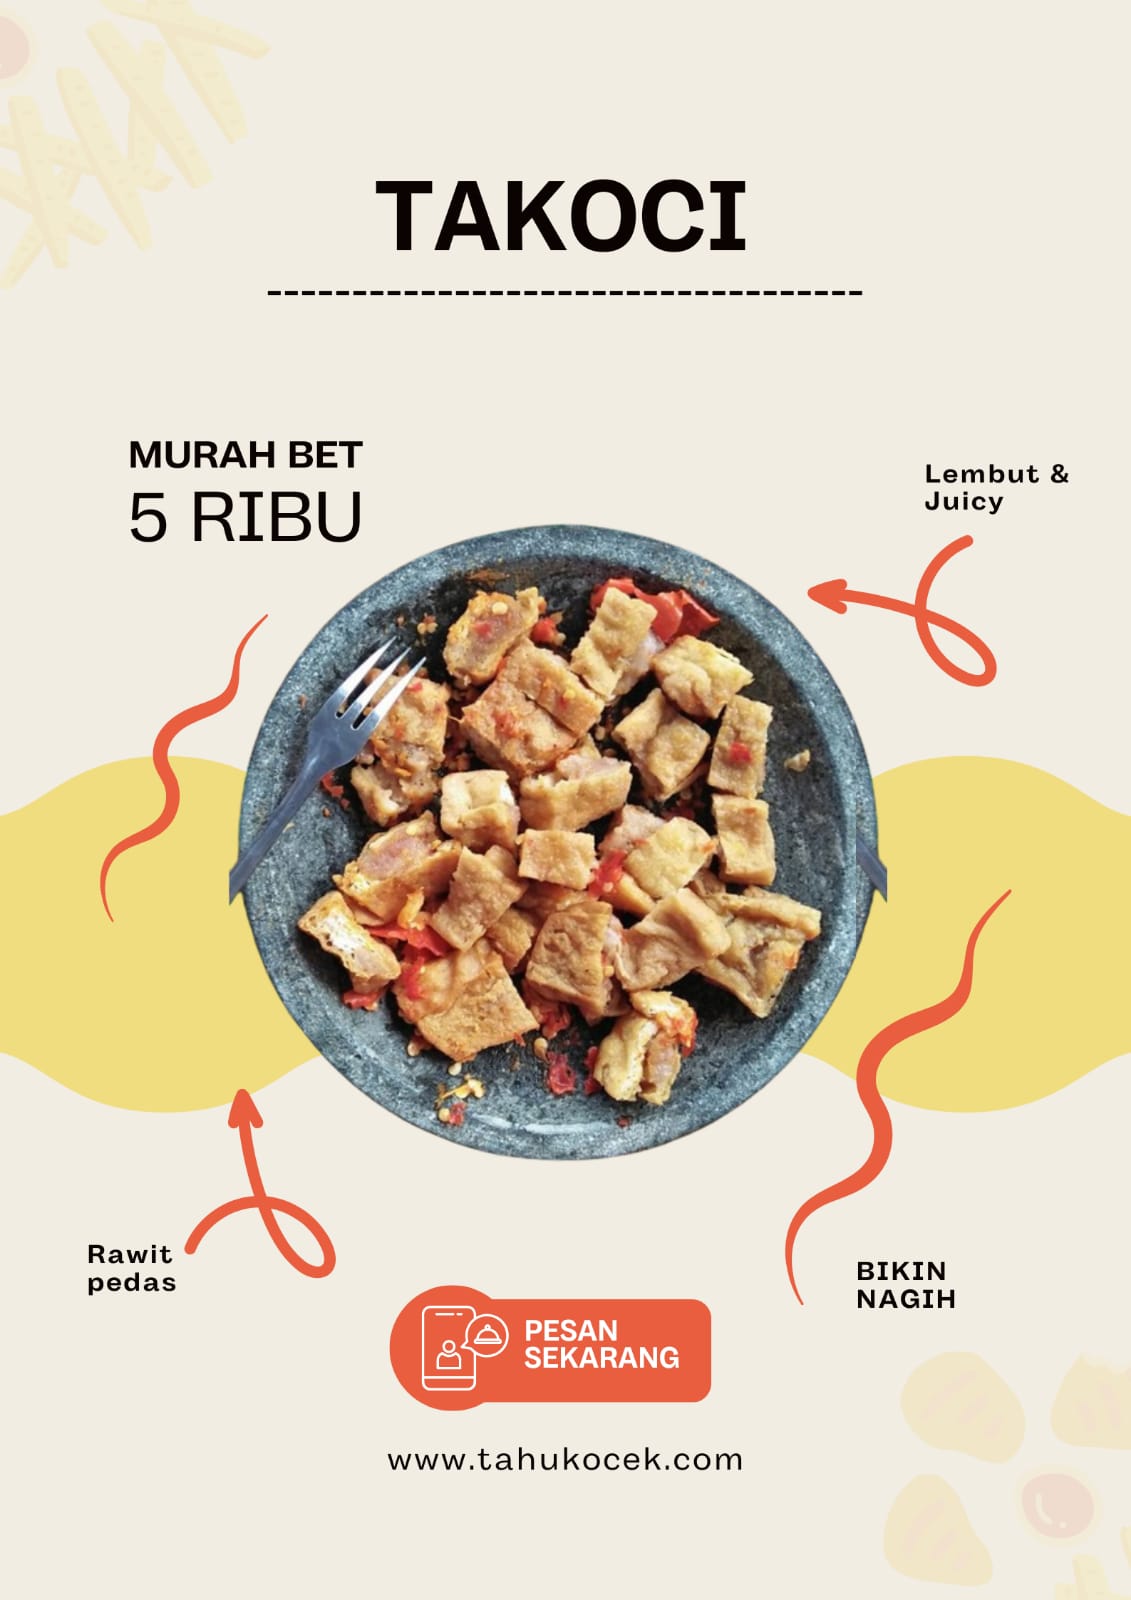 TAKOCI
MURAH BET
5 RIBU
Lembut &
Juicy
Rawit
pedas
BIKIN
NAGIH
PESAN
SEKARANG
www.tahukocek.com